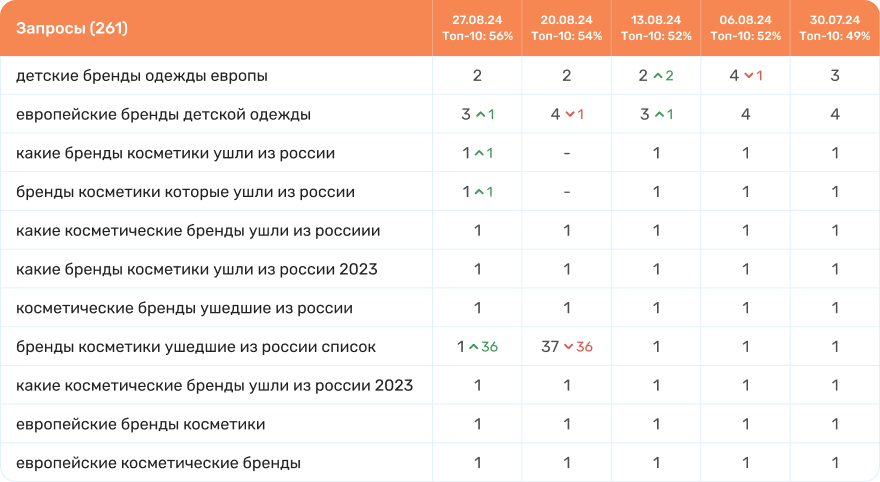 Запросы (261) 27.08.24 Топ-10: 56% 20.08.24 Топ-10: 54% 13.08.24 Топ-10: 52% 06.08.24 Топ-10: 52% 30.07.24 Топ-10: 49%
детские бренды одежды европы 2 2 2 2 4 1 3
европейские бренды детской одежды 3 1 4 1 3 1 4 4
какие бренды косметики ушли из россии 1 1 - 1 1 1
бренды косметики которые ушли из россии 1 1 - 1 1 1
какие косметические бренды ушли из россиии 1 1 1 1 1
какие бренды косметики ушли из россии 2023 1 1 1 1 1
косметические бренды ушедшие из россии 1 1 1 1 1
бренды косметики ушедшие из россии список 1 36 37 36 1 1 1
какие косметические бренды ушли из россии 2023 1 1 1 1 1
европейские бренды косметики 1 1 1 1 1
европейские косметические бренды 1 1 1 1 1